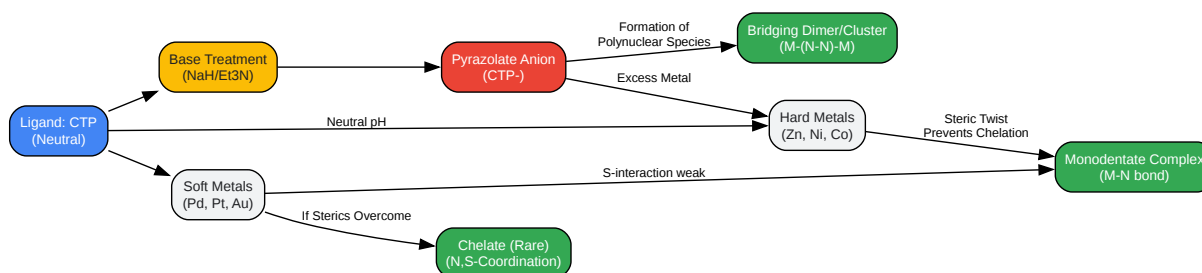 Formation of
Polynuclear Species
Bridging Dimer/Cluster
(M-(N-N)-M)
Base Treatment
(NaH/Et3N)
Pyrazolate Anion
(CTP-)
Excess Metal
Ligand: CTP
(Neutral)
Neutral pH
Hard Metals
(Zn, Ni, Co)
Steric Twist
Prevents Chelation
Monodentate Complex
(M-N bond)
Soft Metals
(Pd, Pt, Au)
S-interaction weak
If Sterics Overcome
Chelate (Rare)
(N,S-Coordination)